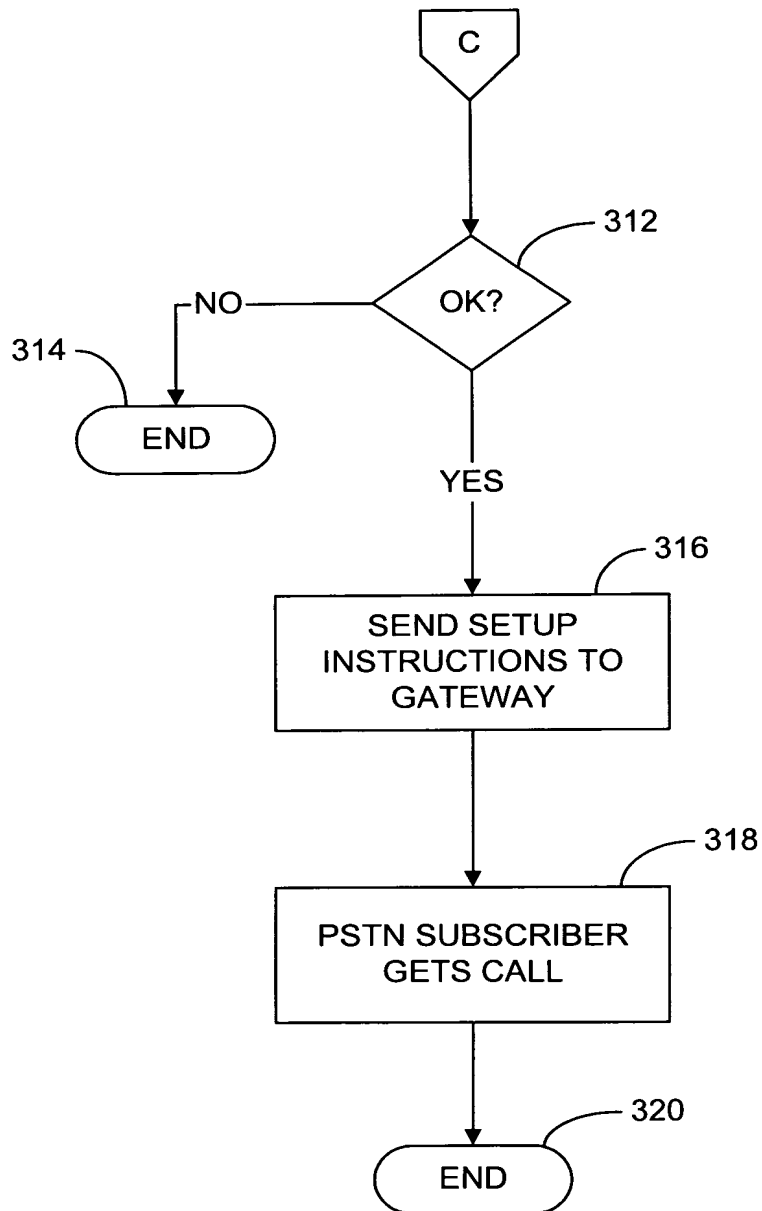 C
312
OK?
NO
314
END
YES
316
SEND SETUP
INSTRUCTIONS TO
GATEWAY
318
PSTN SUBSCRIBER
GETS CALL
320
END